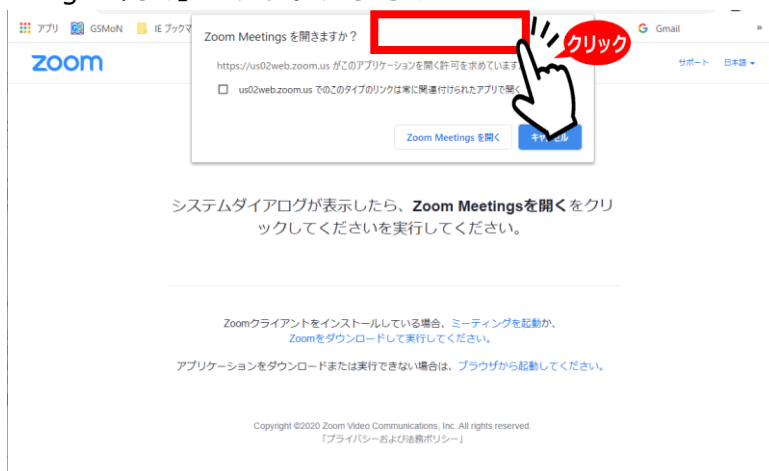 アプリ GSMoN IE ブックマ Gmail »
Zoom Meetings を開きますか？
クリック
zoom
サポート 日本語
https://us02web.zoom.us がこのアプリケーションを開く許可を求めています
us02web.zoom.us でのこのタイプのリンクは常に関連付けられたアプリで開く
Zoom Meetings を開く キャンセル
システムダイアログが表示したら、Zoom Meetingsを開くをクリ
ックしてくださいを実行してください。
Zoomクライアントをインストールしている場合、ミーティングを起動か、
Zoomをダウンロードして実行してください。
アプリケーションをダウンロードまたは実行できない場合は、ブラウザから起動してください。
Copyright ©2020 Zoom Video Communications, Inc. All rights reserved.
「プライバシーおよび法務ポリシー」